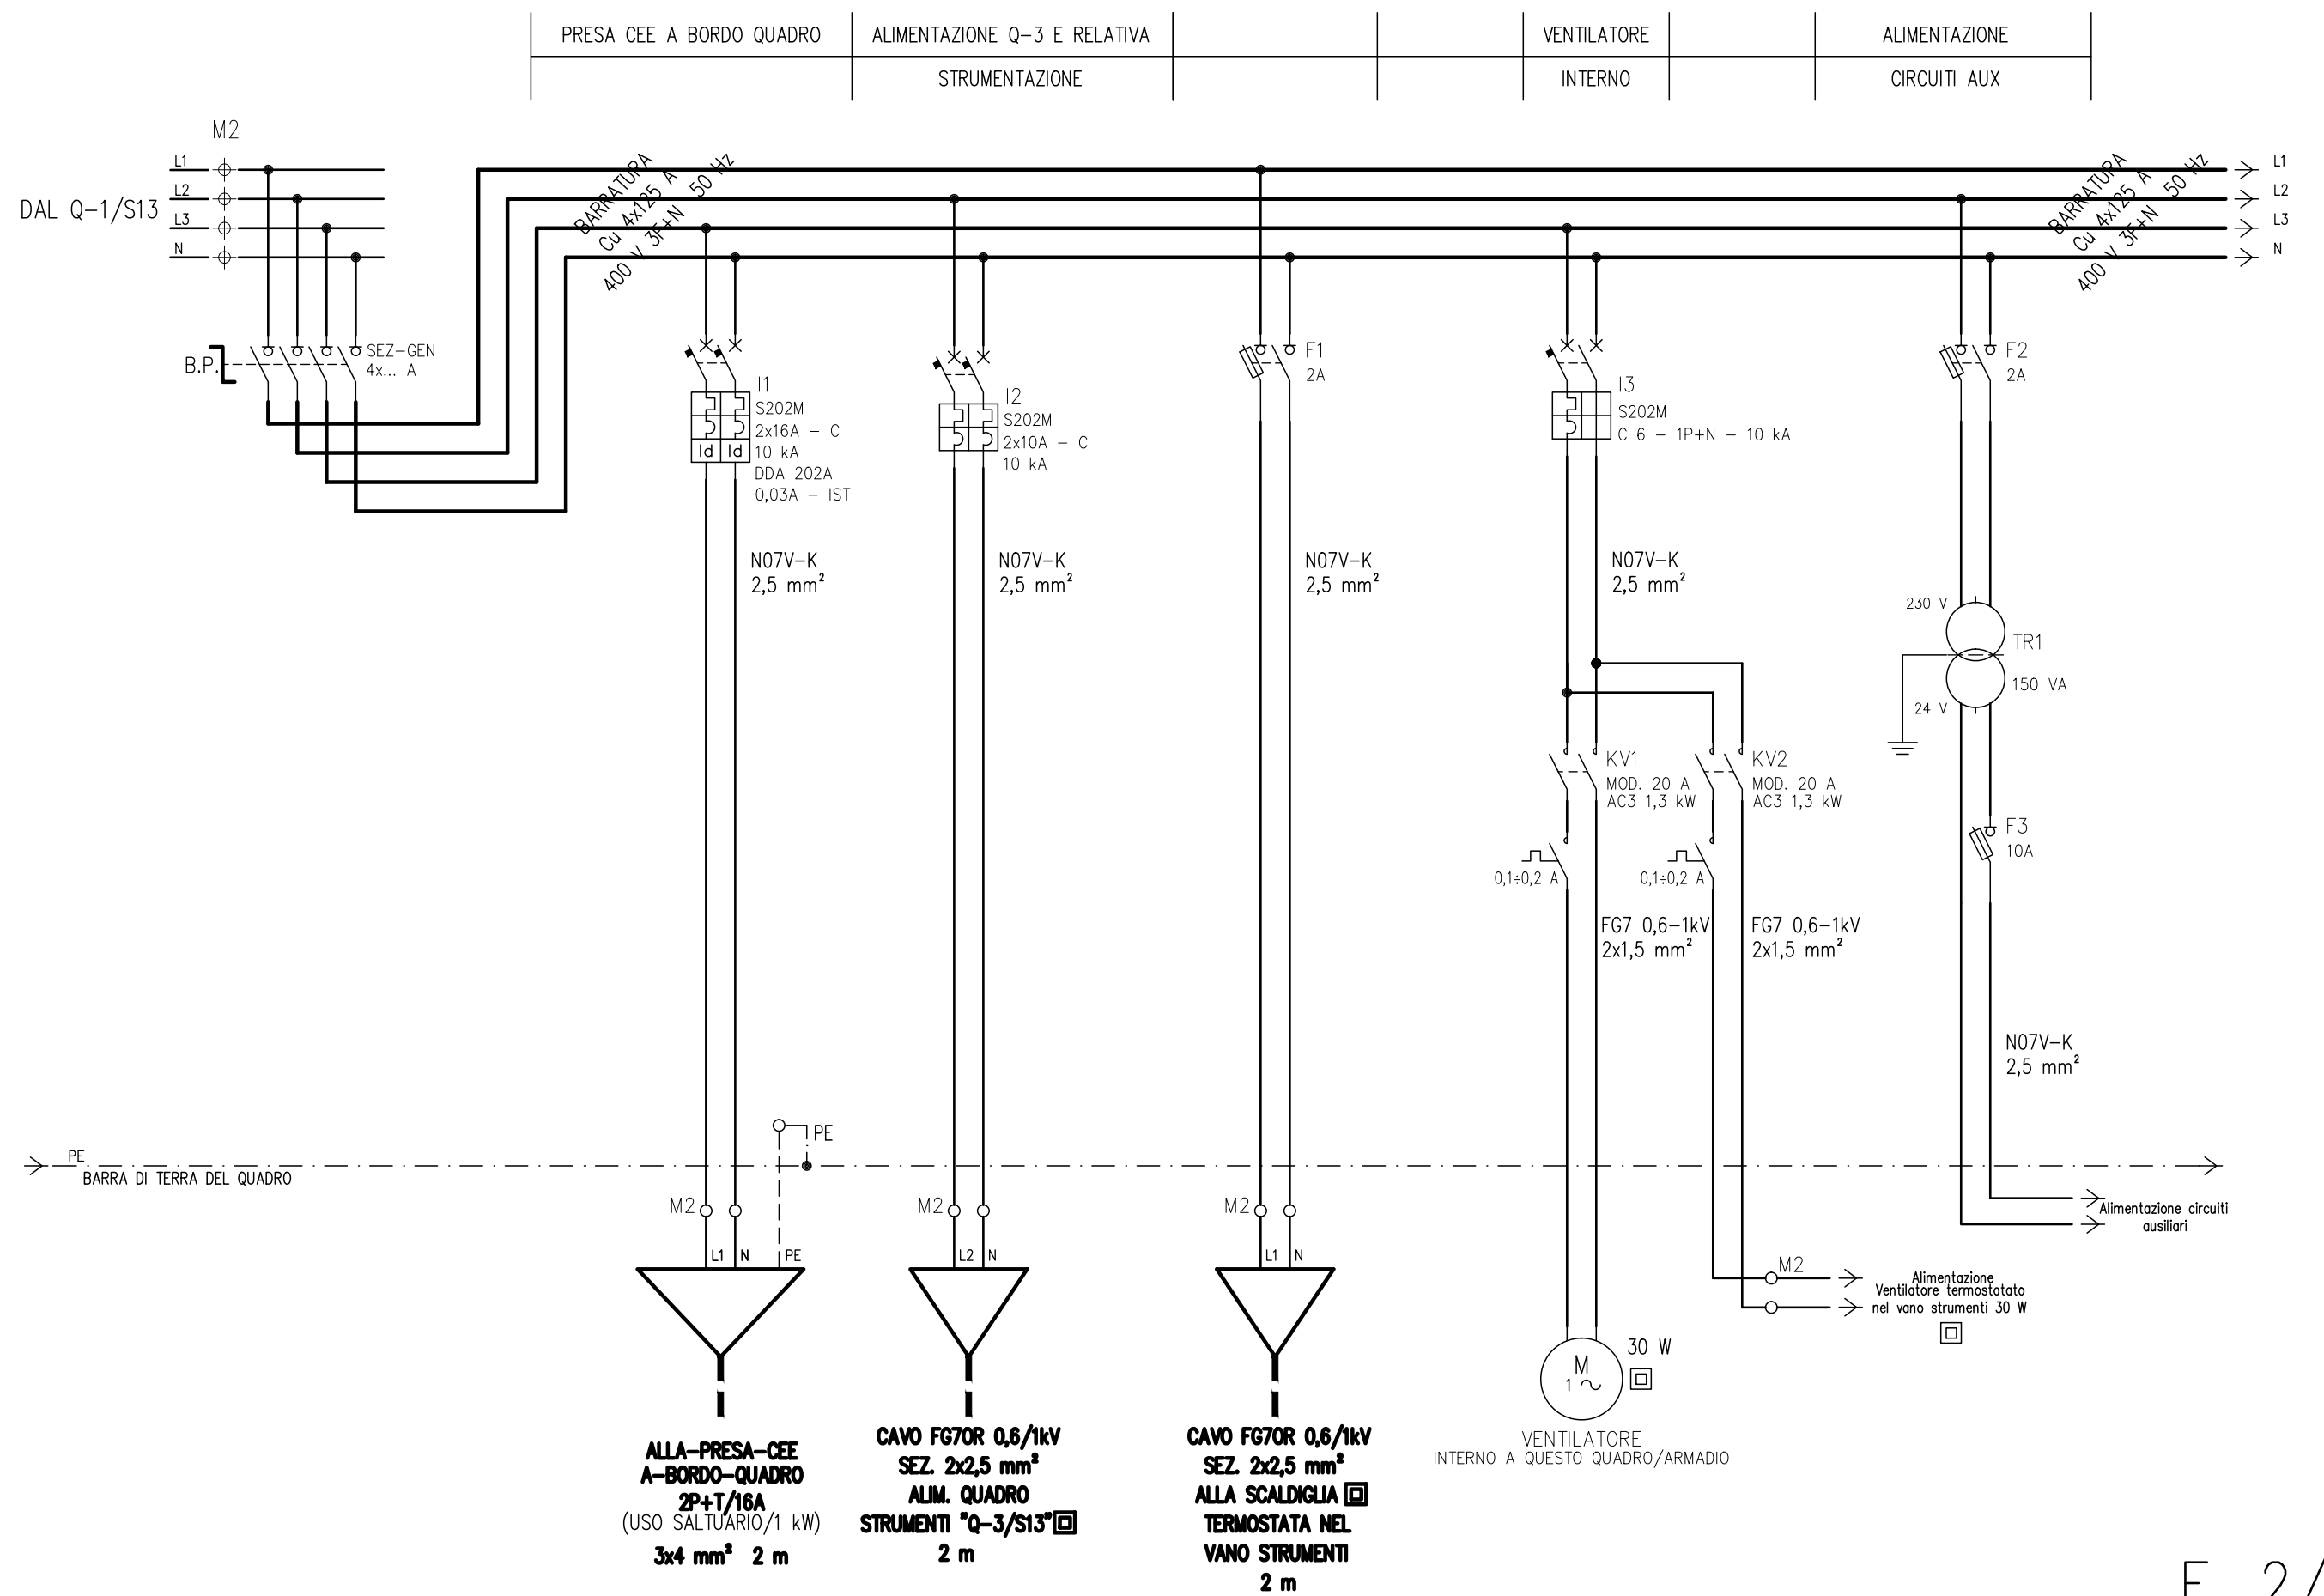 PRESA CEE A BORDO QUADRO
ALIMENTAZIONE Q-3 E RELATIVA
STRUMENTAZIONE
VENTILATORE
INTERNO
ALIMENTAZIONE
CIRCUITI AUX
M2
DAL Q-1/S13
L1
L2
L3
N
BARRATURA
Cu 4x125 A
400 V 3F+N 50 Hz
BARRATURA
Cu 4x125 A
400 V 3F+N 50 Hz
L1
L2
L3
N
B.P.
SEZ-GEN
4x... A
I1
S202M
2x16A - C
10 kA
DDA 202A
0,03A - IST
Id Id
I2
S202M
2x10A - C
10 kA
F1
2A
I3
S202M
C 6 - 1P+N - 10 kA
F2
2A
N07V-K
2,5 mm²
N07V-K
2,5 mm²
N07V-K
2,5 mm²
N07V-K
2,5 mm²
230 V
TR1
150 VA
24 V
KV1
MOD. 20 A
AC3 1,3 kW
KV2
MOD. 20 A
AC3 1,3 kW
F3
10A
0,1÷0,2 A
0,1÷0,2 A
FG7 0,6-1kV
2x1,5 mm²
FG7 0,6-1kV
2x1,5 mm²
N07V-K
2,5 mm²
PE
PE
BARRA DI TERRA DEL QUADRO
M2
M2
M2
L1 N PE
L2 N
L1 N
Alimentazione circuiti
ausiliari
M2
Alimentazione
Ventilatore termostatato
nel vano strumenti 30 W
M
1
30 W
VENTILATORE
INTERNO A QUESTO QUADRO/ARMADIO
ALLA-PRESA-CEE
A-BORDO-QUADRO
2P+T/16A
(USO SALTUARIO/1 kW)
3x4 mm² 2 m
CAVO FG7OR 0,6/1kV
SEZ. 2x2,5 mm²
ALIM. QUADRO
STRUMENTI "Q-3/S13"
2 m
CAVO FG7OR 0,6/1kV
SEZ. 2x2,5 mm²
ALLA SCALDIGLIA
TERMOSTATA NEL
VANO STRUMENTI
2 m